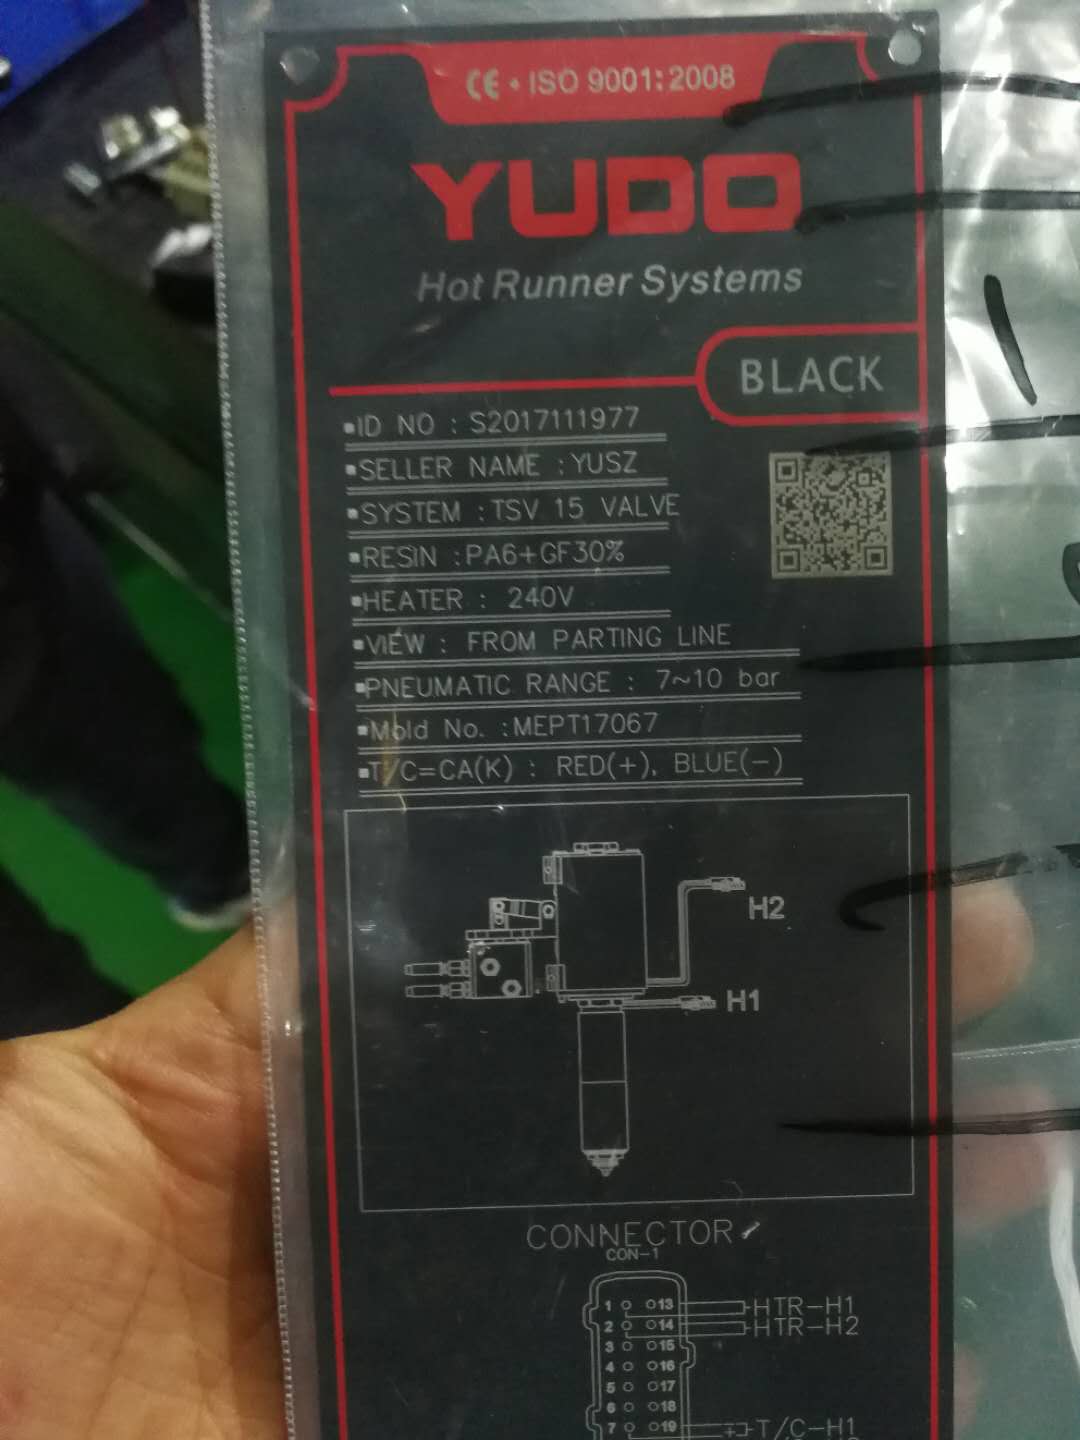 CE • ISO 9001:2008
YUDO
Hot Runner Systems
BLACK
▪ID NO : S2017111977
▪SELLER NAME : YUSZ
▪SYSTEM : TSV 15 VALVE
▪RESIN : PA6+GF30%
▪HEATER : 240V
▪VIEW : FROM PARTING LINE
▪PNEUMATIC RANGE : 7~10 bar
▪Mold No. : MEPT17067
▪T/C=CA(K) : RED(+), BLUE(-)
H2
H1
CONNECTOR
CON-1
1 13 HTR-H1
2 14 HTR-H2
3 15
4 16
5 17
6 18
7 19 + - T/C-H1